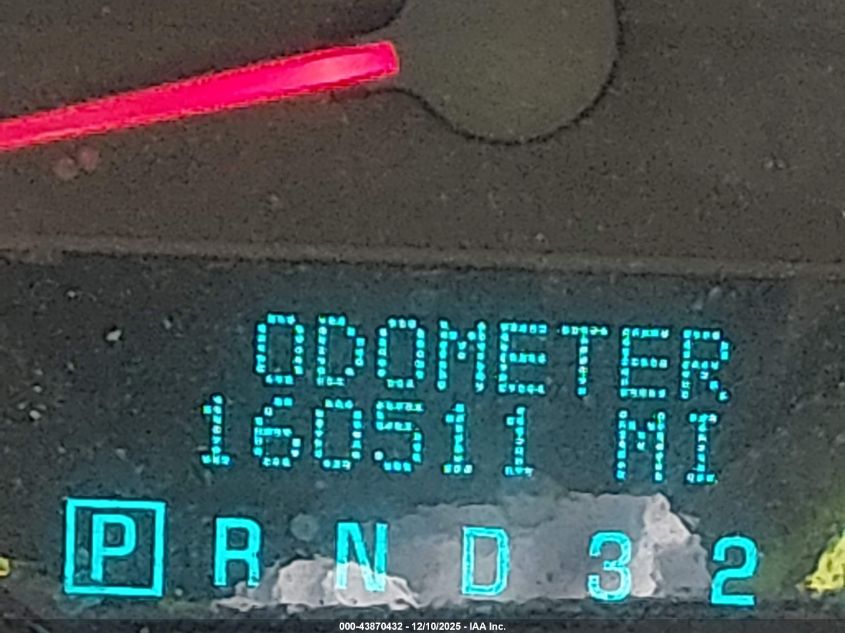 ODOMETER
160511 MI
P R N D 3 2
000-43870432 - 12/10/2025 - IAA Inc.